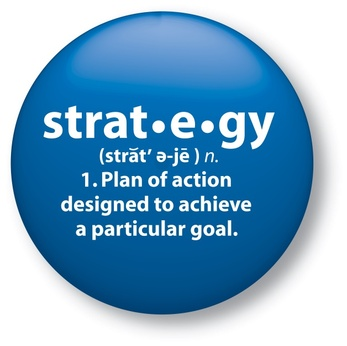 strat•e•gy
(străt’ ə-jē ) n.
1. Plan of action
designed to achieve
a particular goal.